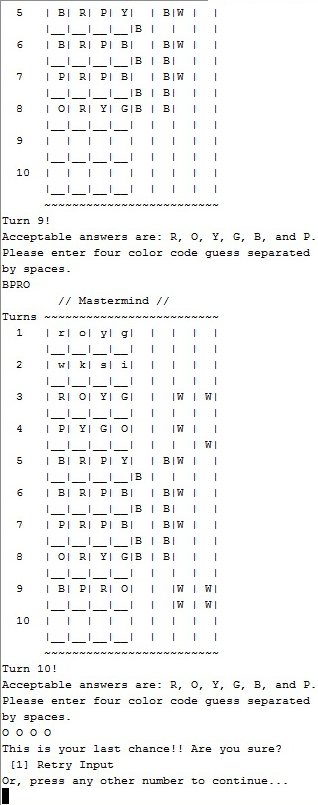 5 | B| R| P| Y| | B|W | |
|__|__|__|__|B | | | |
6 | B| R| P| B| | B|W | |
|__|__|__|__|B | B| | |
7 | P| R| P| B| | B|W | |
|__|__|__|__|B | B| | |
8 | O| R| Y| G|B | B| | |
|__|__|__|__| | | | |
9 | | | | | | | | |
|__|__|__|__| | | | |
10 | | | | | | | | |
|__|__|__|__| | | | |
~~~~~~~~~~~~~~~~~~~~~~~~~
Turn 9!
Acceptable answers are: R, O, Y, G, B, and P.
Please enter four color code guess separated
by spaces.
BPRO
// Mastermind //
Turns ~~~~~~~~~~~~~~~~~~~~~~~~~
1 | r| o| y| g| | | | |
|__|__|__|__| | | | |
2 | w| k| s| i| | | | |
|__|__|__|__| | | | |
3 | R| O| Y| G| | |W | W|
|__|__|__|__| | | | |
4 | P| Y| G| O| | |W | |
|__|__|__|__| | | | W|
5 | B| R| P| Y| | B|W | |
|__|__|__|__|B | | | |
6 | B| R| P| B| | B|W | |
|__|__|__|__|B | B| | |
7 | P| R| P| B| | B|W | |
|__|__|__|__|B | B| | |
8 | O| R| Y| G|B | B| | |
|__|__|__|__| | | | |
9 | B| P| R| O| | |W | W|
|__|__|__|__| | |W | W|
10 | | | | | | | | |
|__|__|__|__| | | | |
~~~~~~~~~~~~~~~~~~~~~~~~~
Turn 10!
Acceptable answers are: R, O, Y, G, B, and P.
Please enter four color code guess separated
by spaces.
O O O O
This is your last chance!! Are you sure?
[1] Retry Input
Or, press any other number to continue...